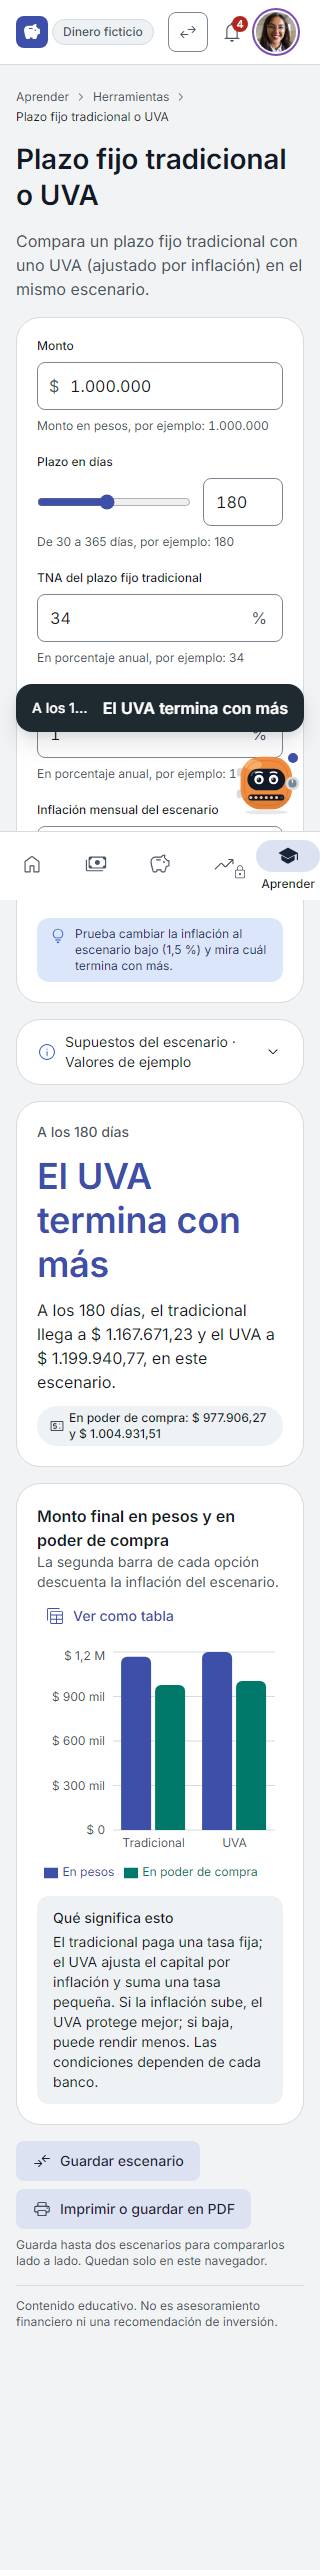 Dinero ficticio
4
Aprender
Herramientas
Plazo fijo tradicional o UVA
Plazo fijo tradicional
o UVA
Compara un plazo fijo tradicional con
uno UVA (ajustado por inflación) en el
mismo escenario.
Monto
$ 1.000.000
Monto en pesos, por ejemplo: 1.000.000
Plazo en días
180
De 30 a 365 días, por ejemplo: 180
TNA del plazo fijo tradicional
34 %
En porcentaje anual, por ejemplo: 34
A los 1... El UVA termina con más
1 %
En porcentaje anual, por ejemplo: 1
Inflación mensual del escenario
Aprender
Prueba cambiar la inflación al
escenario bajo (1,5 %) y mira cuál
termina con más.
Supuestos del escenario ·
Valores de ejemplo
A los 180 días
El UVA
termina con
más
A los 180 días, el tradicional
llega a $ 1.167.671,23 y el UVA a
$ 1.199.940,77, en este
escenario.
En poder de compra: $ 977.906,27
y $ 1.004.931,51
Monto final en pesos y en
poder de compra
La segunda barra de cada opción
descuenta la inflación del escenario.
Ver como tabla
$ 1,2 M
$ 900 mil
$ 600 mil
$ 300 mil
$ 0
Tradicional UVA
En pesos En poder de compra
Qué significa esto
El tradicional paga una tasa fija;
el UVA ajusta el capital por
inflación y suma una tasa
pequeña. Si la inflación sube, el
UVA protege mejor; si baja,
puede rendir menos. Las
condiciones dependen de cada
banco.
Guardar escenario
Imprimir o guardar en PDF
Guarda hasta dos escenarios para compararlos
lado a lado. Quedan solo en este navegador.
Contenido educativo. No es asesoramiento
financiero ni una recomendación de inversión.